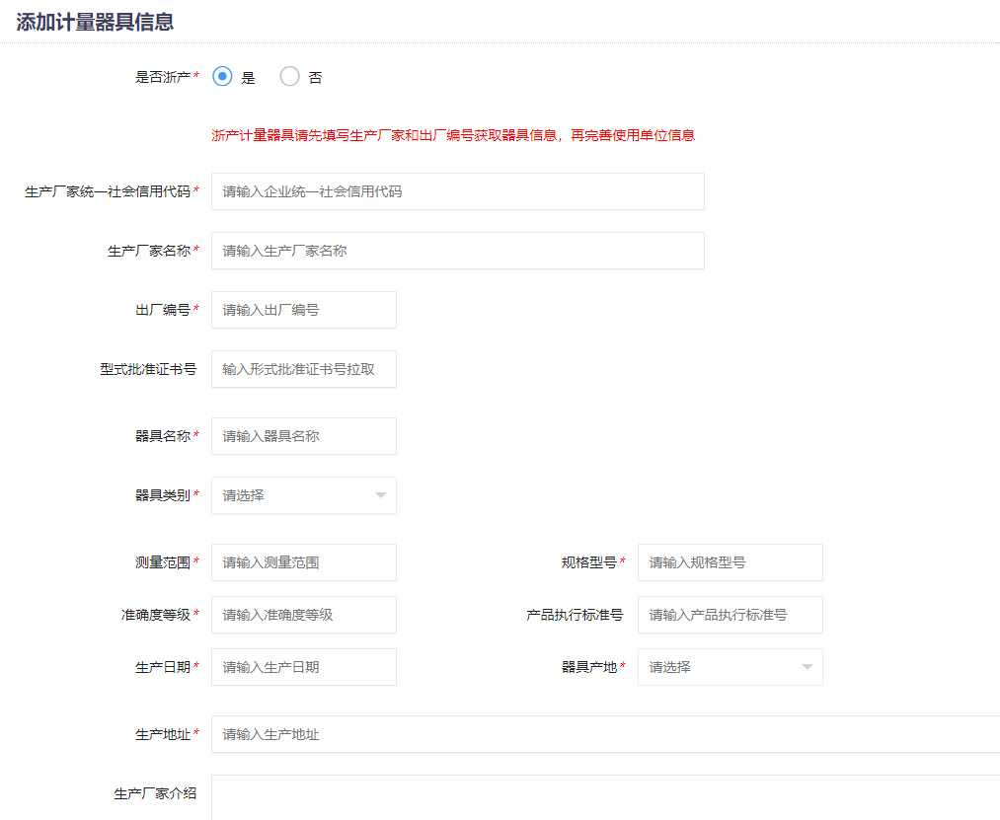 添加计量器具信息
是否浙产* 是 否
浙产计量器具请先填写生产厂家和出厂编号获取器具信息，再完善使用单位信息
生产厂家统一社会信用代码* 请输入企业统一社会信用代码
生产厂家名称* 请输入生产厂家名称
出厂编号* 请输入出厂编号
型式批准证书号 输入形式批准证书号拉取
器具名称* 请输入器具名称
器具类别* 请选择
测量范围* 请输入测量范围 规格型号* 请输入规格型号
准确度等级* 请输入准确度等级 产品执行标准号 请输入产品执行标准号
生产日期* 请输入生产日期 器具产地* 请选择
生产地址* 请输入生产地址
生产厂家介绍